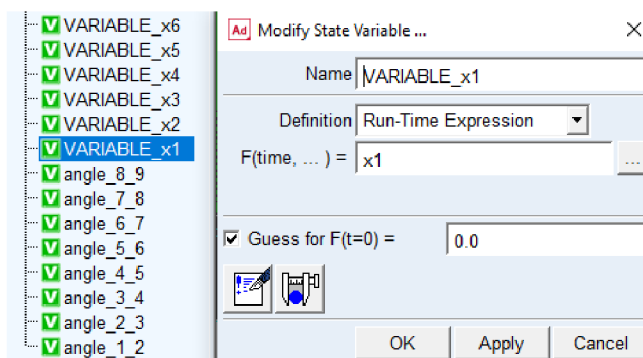 VARIABLE_x6
VARIABLE_x5
VARIABLE_x4
VARIABLE_x3
VARIABLE_x2
VARIABLE_x1
angle_8_9
angle_7_8
angle_6_7
angle_5_6
angle_4_5
angle_3_4
angle_2_3
angle_1_2
Ad Modify State Variable ...
Name VARIABLE_x1
Definition Run-Time Expression
F(time, ... ) = x1 ...
Guess for F(t=0) = 0.0
OK Apply Cancel